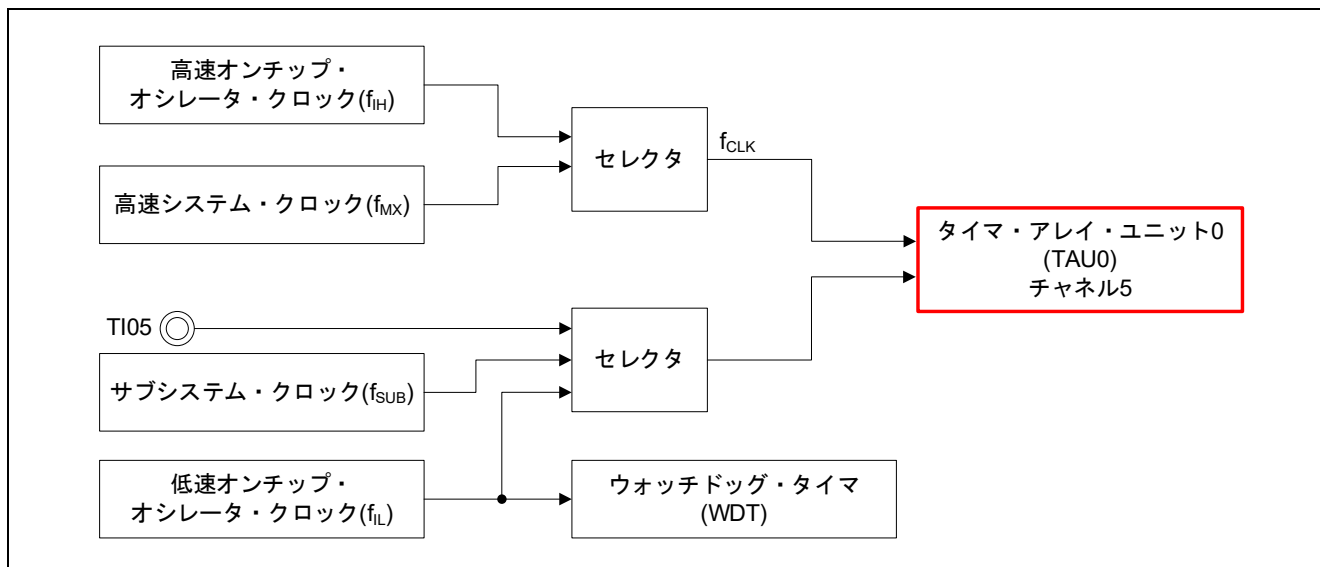 高速オンチップ・
オシレータ・クロック(fIH)
高速システム・クロック(fMX)
セレクタ
fCLK
タイマ・アレイ・ユニット0
(TAU0)
チャネル5
TI05
サブシステム・クロック(fSUB)
セレクタ
低速オンチップ・
オシレータ・クロック(fIL)
ウォッチドッグ・タイマ
(WDT)